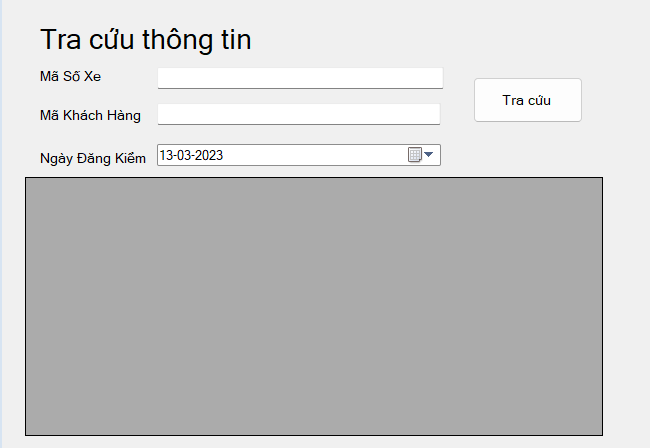 Tra cứu thông tin
Mã Số Xe
Tra cứu
Mã Khách Hàng
Ngày Đăng Kiểm 13-03-2023